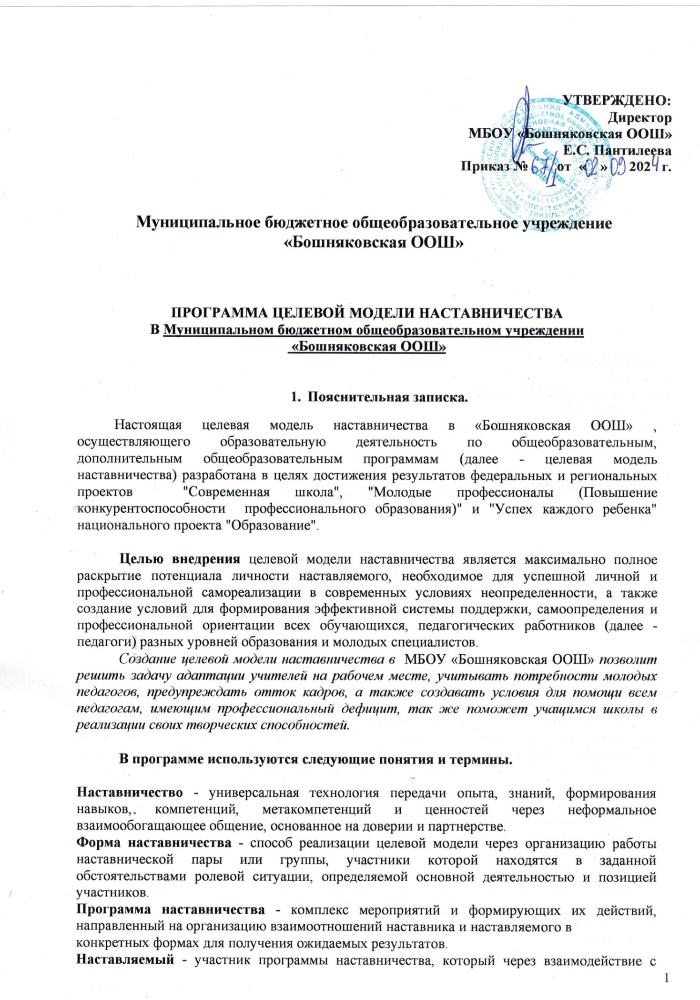 УТВЕРЖДЕНО:
Директор
МБОУ «Бошняковская ООШ»
Е.С. Пантилеева
Приказ № 67/1 от «02» 09 2024 г.
Муниципальное бюджетное общеобразовательное учреждение
«Бошняковская ООШ»
ПРОГРАММА ЦЕЛЕВОЙ МОДЕЛИ НАСТАВНИЧЕСТВА
В Муниципальном бюджетном общеобразовательном учреждении
«Бошняковская ООШ»
1. Пояснительная записка.
Настоящая целевая модель наставничества в «Бошняковская ООШ» ,
осуществляющего образовательную деятельность по общеобразовательным,
дополнительным общеобразовательным программам (далее - целевая модель
наставничества) разработана в целях достижения результатов федеральных и региональных
проектов "Современная школа", "Молодые профессионалы (Повышение
конкурентоспособности профессионального образования)" и "Успех каждого ребенка"
национального проекта "Образование".
Целью внедрения целевой модели наставничества является максимально полное
раскрытие потенциала личности наставляемого, необходимое для успешной личной и
профессиональной самореализации в современных условиях неопределенности, а также
создание условий для формирования эффективной системы поддержки, самоопределения и
профессиональной ориентации всех обучающихся, педагогических работников (далее -
педагоги) разных уровней образования и молодых специалистов.
Создание целевой модели наставничества в МБОУ «Бошняковская ООШ» позволит
решить задачу адаптации учителей на рабочем месте, учитывать потребности молодых
педагогов, предупреждать отток кадров, а также создавать условия для помощи всем
педагогам, имеющим профессиональный дефицит, так же поможет учащимся школы в
реализации своих творческих способностей.
В программе используются следующие понятия и термины.
Наставничество - универсальная технология передачи опыта, знаний, формирования
навыков, компетенций, метакомпетенций и ценностей через неформальное
взаимообогащающее общение, основанное на доверии и партнерстве.
Форма наставничества - способ реализации целевой модели через организацию работы
наставнической пары или группы, участники которой находятся в заданной
обстоятельствами ролевой ситуации, определяемой основной деятельностью и позицией
участников.
Программа наставничества - комплекс мероприятий и формирующих их действий,
направленный на организацию взаимоотношений наставника и наставляемого в
конкретных формах для получения ожидаемых результатов.
Наставляемый - участник программы наставничества, который через взаимодействие с
1